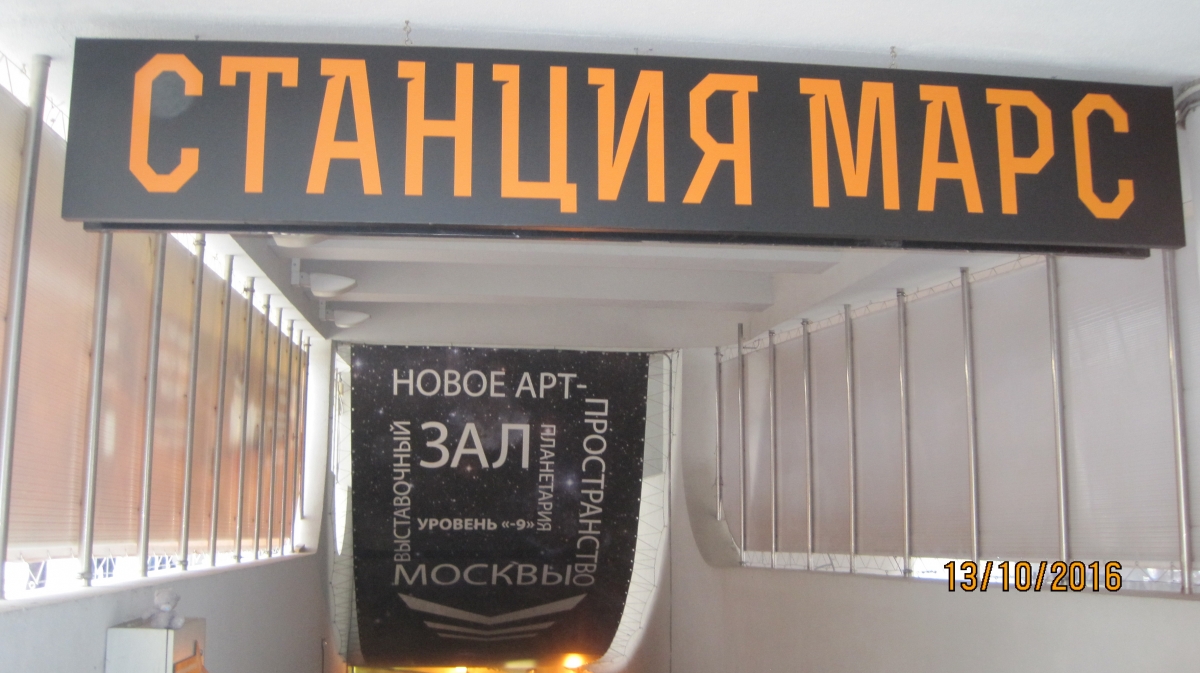 СТАНЦИЯ МАРС
НОВОЕ АРТ-
ПРОСТРАНСТВО
ВЫСТАВОЧНЫЙ
ЗАЛ
ПЛАНЕТАРИЯ
УРОВЕНЬ «-9»
МОСКВЫ
13/10/2016